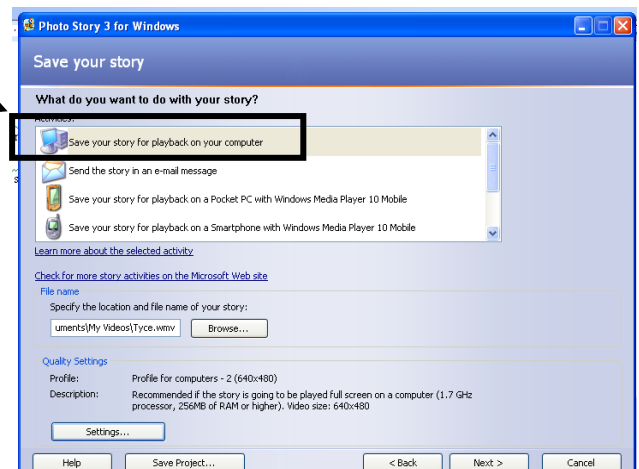 Photo Story 3 for Windows
Save your story
What do you want to do with your story?
Save your story for playback on your computer
Send the story in an e-mail message
Save your story for playback on a Pocket PC with Windows Media Player 10 Mobile
Save your story for playback on a Smartphone with Windows Media Player 10 Mobile
Learn more about the selected activity
Check for more story activities on the Microsoft Web site
File name
Specify the location and file name of your story:
uments\My Videos\Tyce.wmv
Browse...
Quality Settings
Profile: Profile for computers - 2 (640x480)
Description: Recommended if the story is going to be played full screen on a computer (1.7 GHz
processor, 256MB of RAM or higher). Video size: 640x480
Settings...
Help Save Project... < Back Next > Cancel